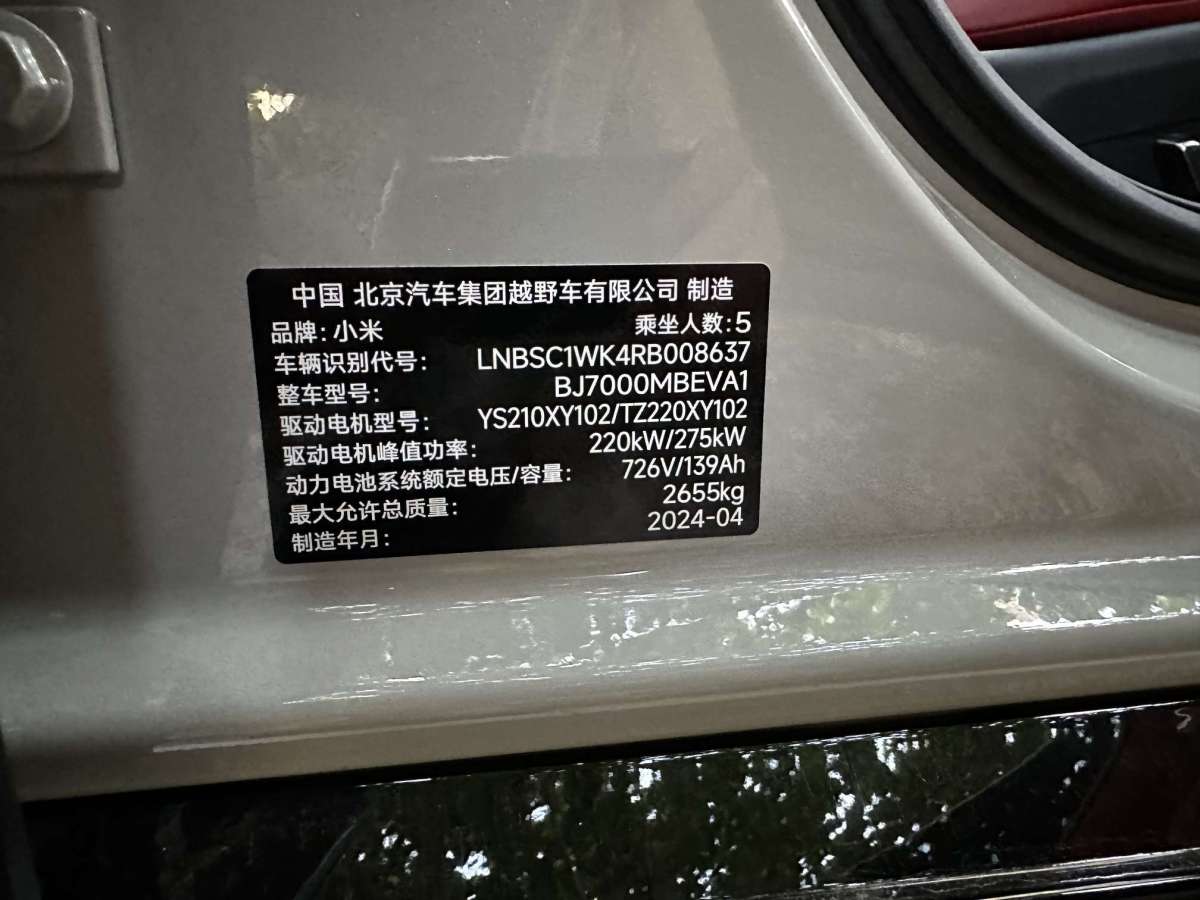 中国 北京汽车集团越野车有限公司 制造
品牌: 小米 乘坐人数: 5
车辆识别代号: LNBSC1WK4RB008637
整车型号: BJ7000MBEVA1
驱动电机型号: YS210XY102/TZ220XY102
驱动电机峰值功率: 220kW/275kW
动力电池系统额定电压/容量: 726V/139Ah
最大允许总质量: 2655kg
制造年月: 2024-04